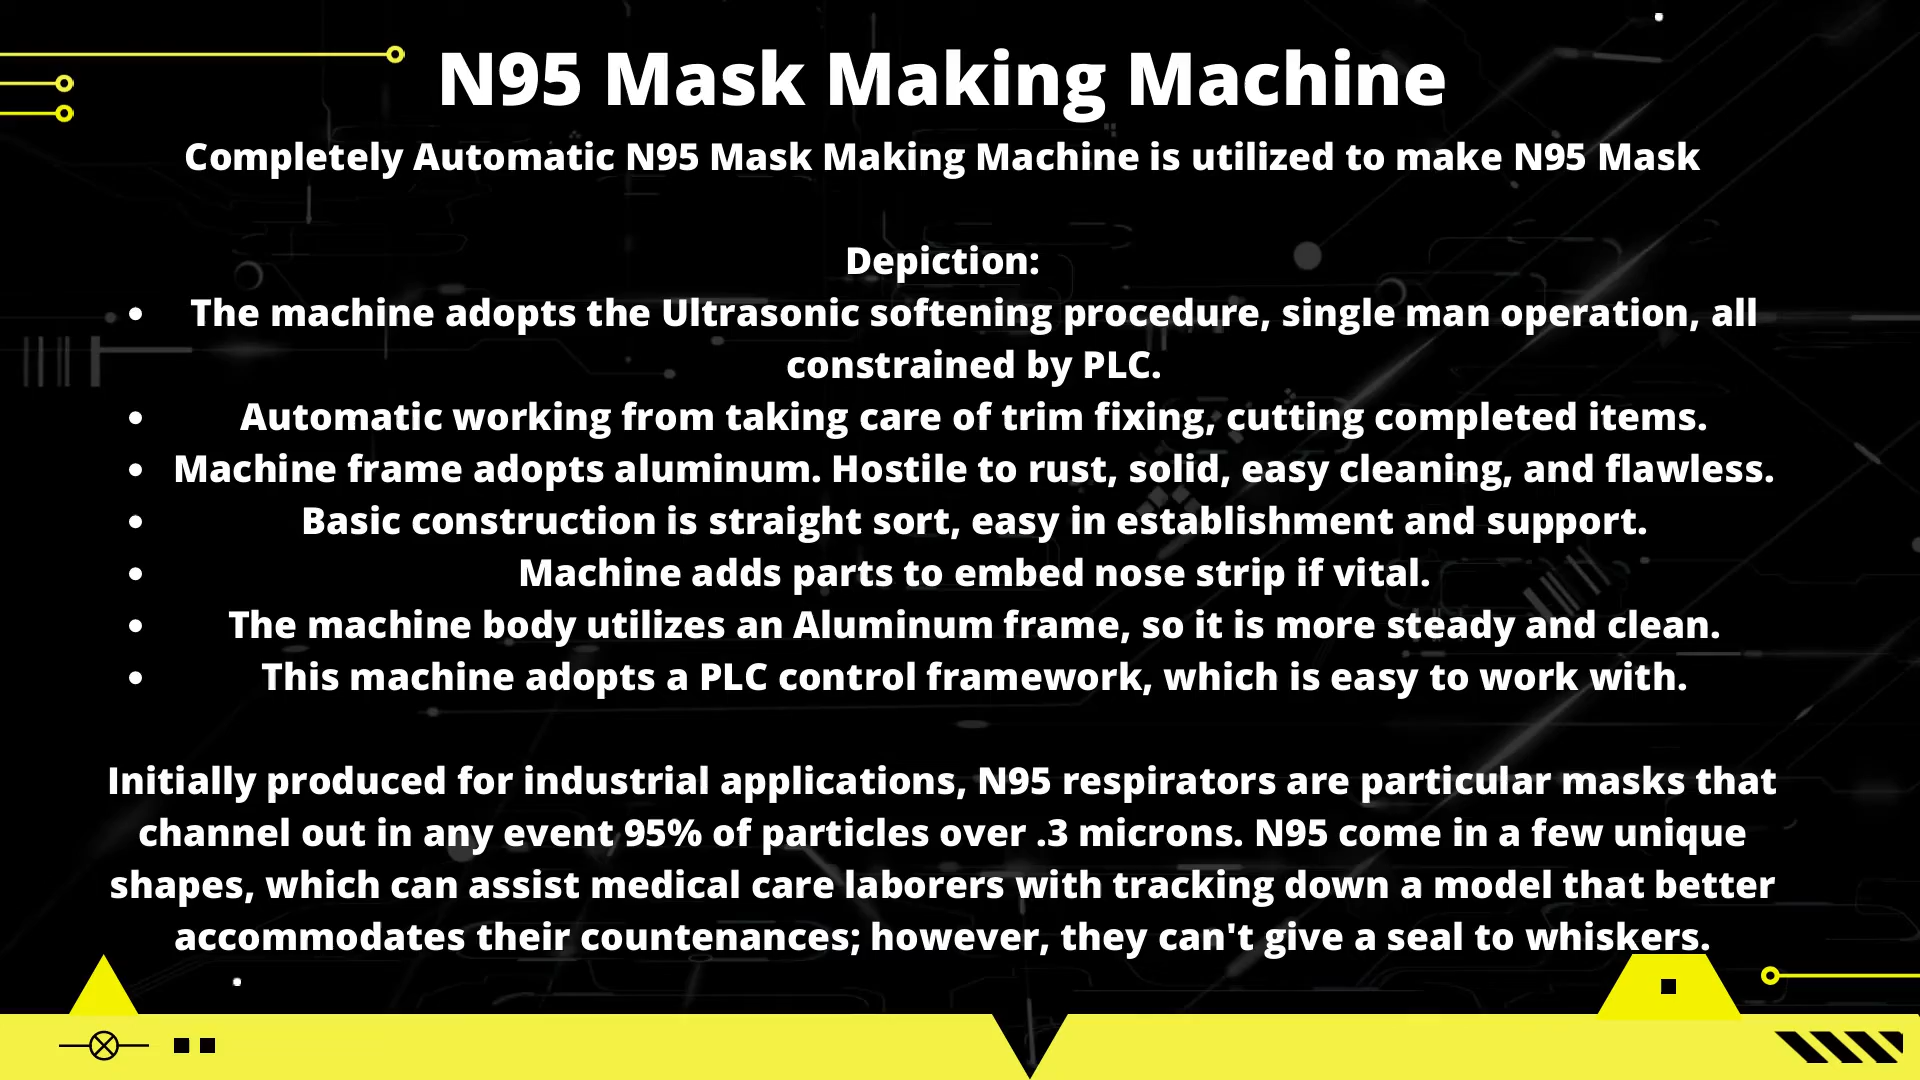 N95 Mask Making Machine
Completely Automatic N95 Mask Making Machine is utilized to make N95 Mask
Depiction:
• The machine adopts the Ultrasonic softening procedure, single man operation, all
constrained by PLC.
• Automatic working from taking care of trim fixing, cutting completed items.
• Machine frame adopts aluminum. Hostile to rust, solid, easy cleaning, and flawless.
• Basic construction is straight sort, easy in establishment and support.
• Machine adds parts to embed nose strip if vital.
• The machine body utilizes an Aluminum frame, so it is more steady and clean.
• This machine adopts a PLC control framework, which is easy to work with.
Initially produced for industrial applications, N95 respirators are particular masks that
channel out in any event 95% of particles over .3 microns. N95 come in a few unique
shapes, which can assist medical care laborers with tracking down a model that better
accommodates their countenances; however, they can't give a seal to whiskers.